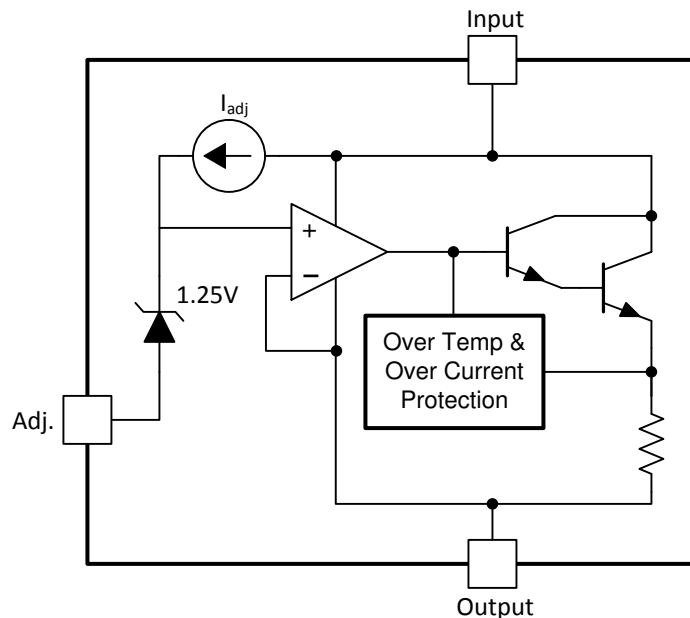 Input
I_adj
+
−
1.25V
Over Temp &
Over Current
Protection
Adj.
Output